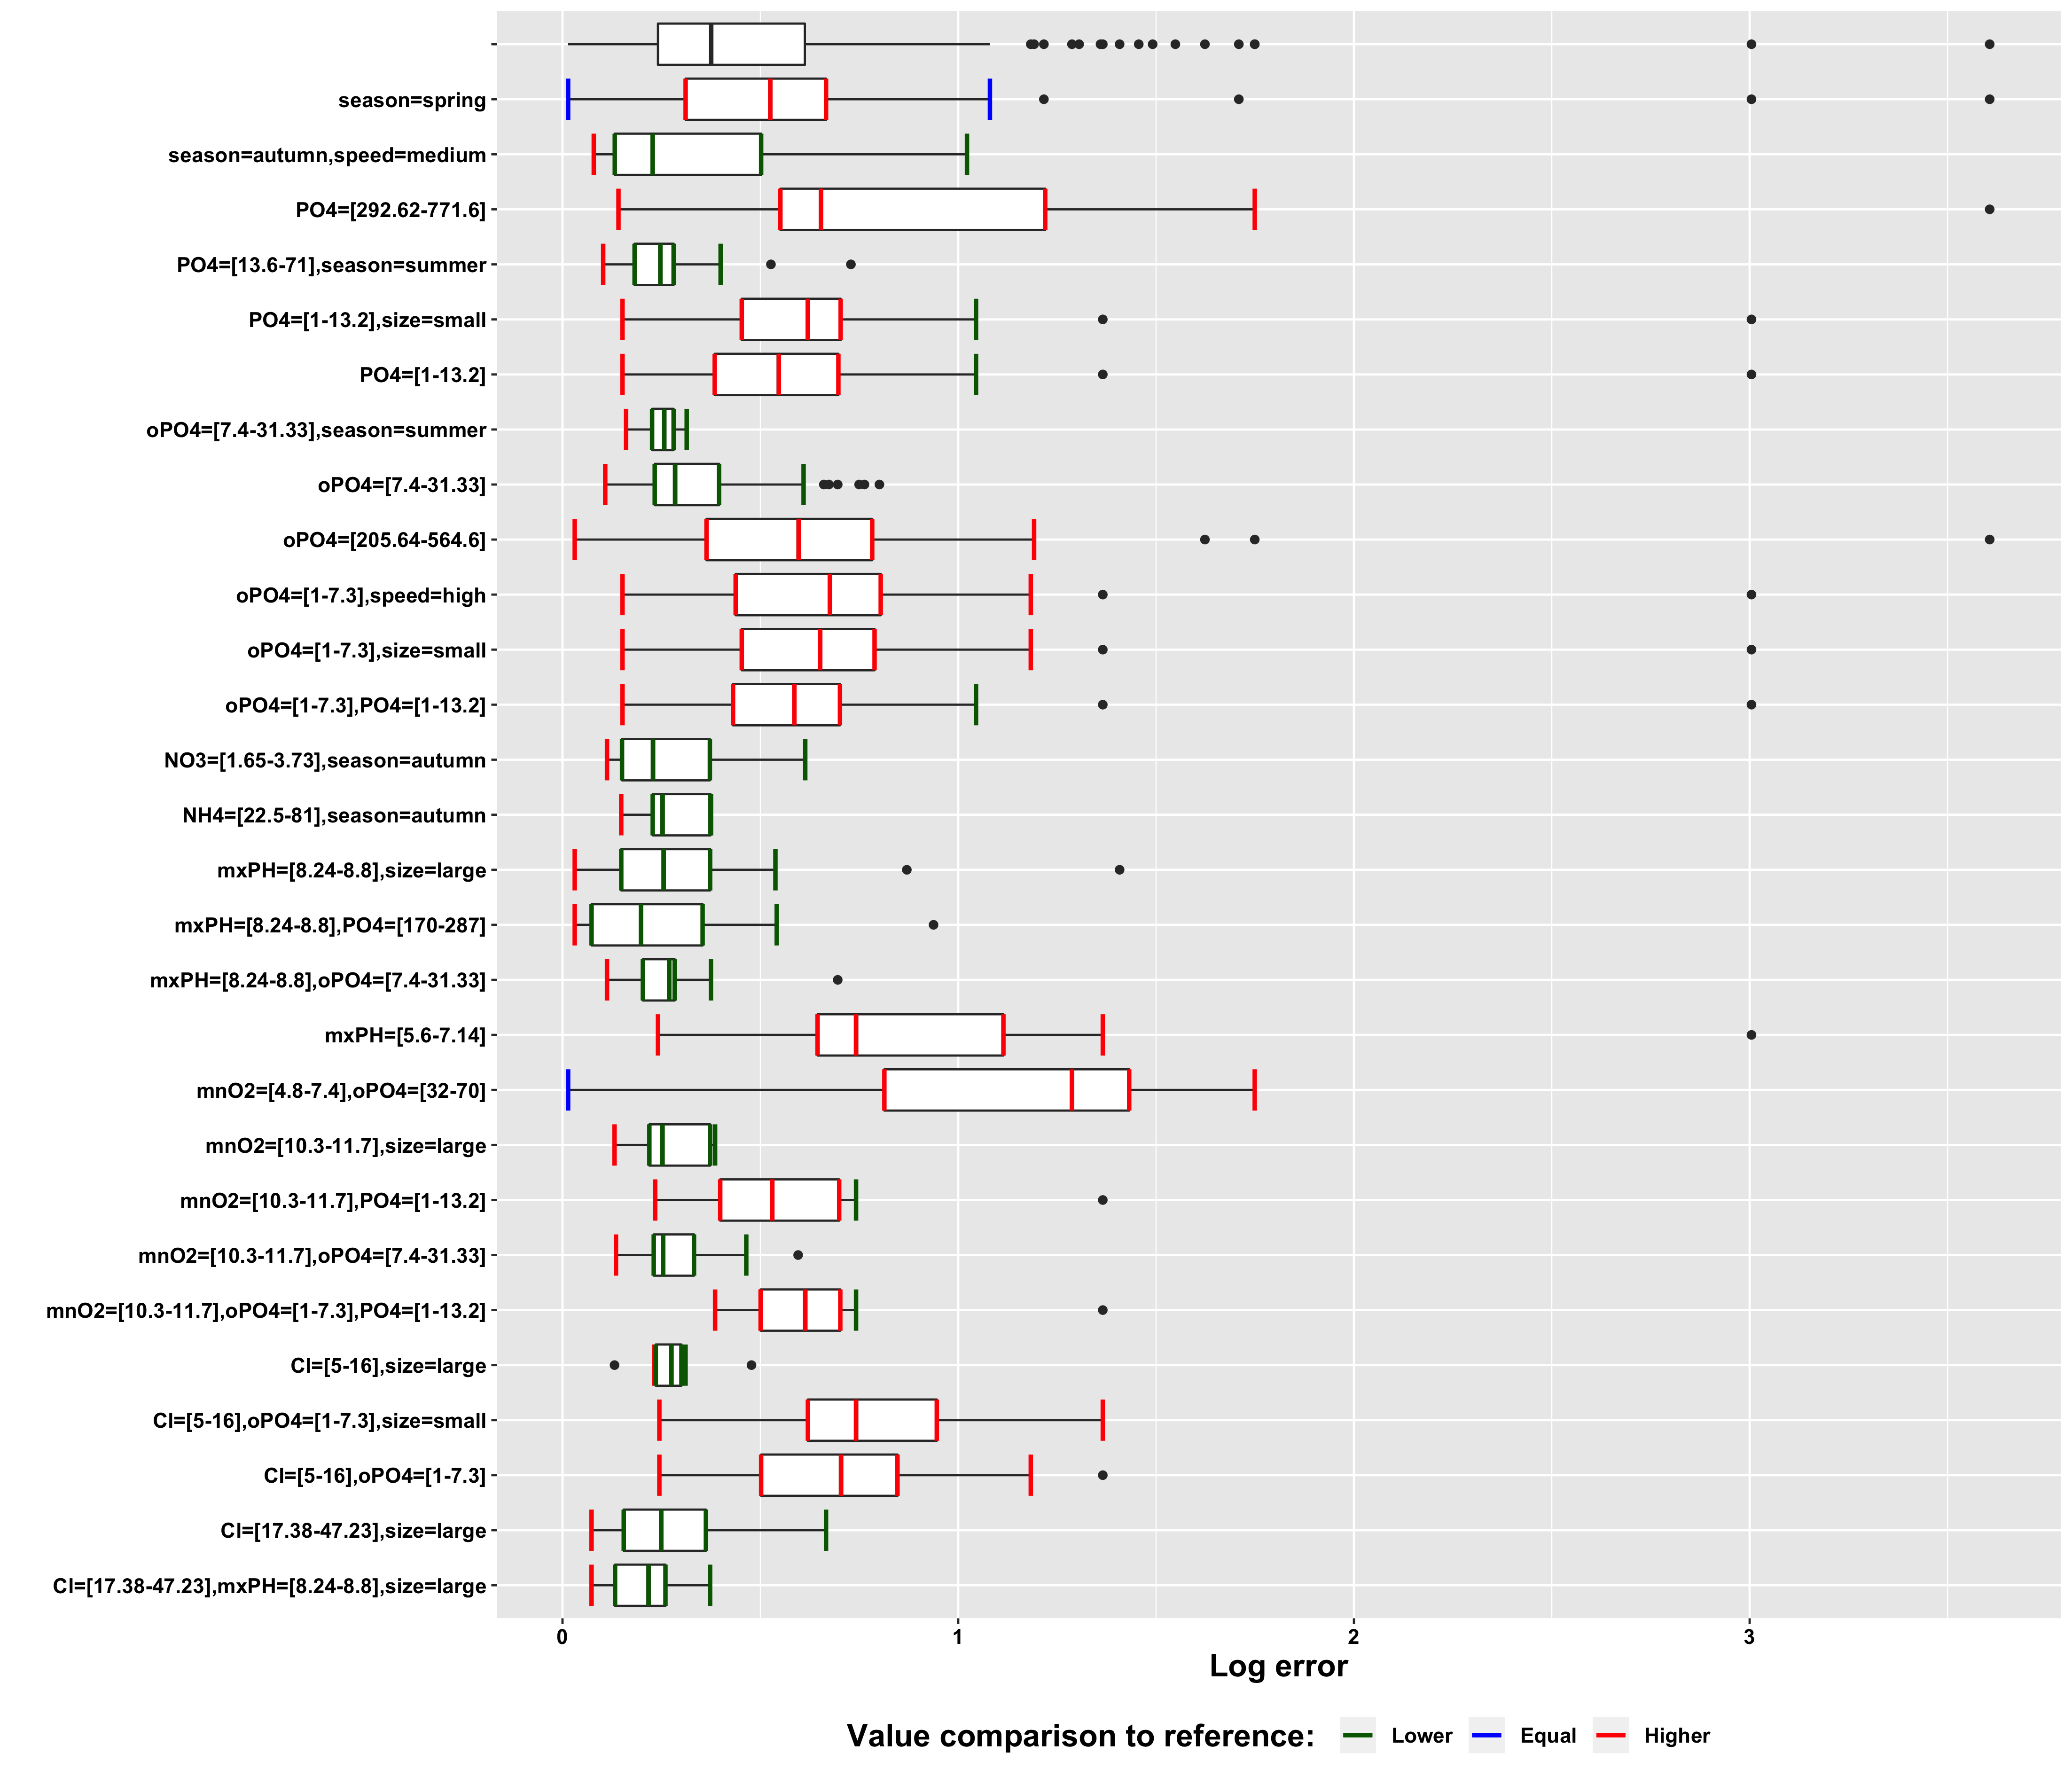 season=spring
season=autumn,speed=medium
PO4=[292.62-771.6]
PO4=[13.6-71],season=summer
PO4=[1-13.2],size=small
PO4=[1-13.2]
oPO4=[7.4-31.33],season=summer
oPO4=[7.4-31.33]
oPO4=[205.64-564.6]
oPO4=[1-7.3],speed=high
oPO4=[1-7.3],size=small
oPO4=[1-7.3],PO4=[1-13.2]
NO3=[1.65-3.73],season=autumn
NH4=[22.5-81],season=autumn
mxPH=[8.24-8.8],size=large
mxPH=[8.24-8.8],PO4=[170-287]
mxPH=[8.24-8.8],oPO4=[7.4-31.33]
mxPH=[5.6-7.14]
mnO2=[4.8-7.4],oPO4=[32-70]
mnO2=[10.3-11.7],size=large
mnO2=[10.3-11.7],PO4=[1-13.2]
mnO2=[10.3-11.7],oPO4=[7.4-31.33]
mnO2=[10.3-11.7],oPO4=[1-7.3],PO4=[1-13.2]
Cl=[5-16],size=large
Cl=[5-16],oPO4=[1-7.3],size=small
Cl=[5-16],oPO4=[1-7.3]
Cl=[17.38-47.23],size=large
Cl=[17.38-47.23],mxPH=[8.24-8.8],size=large
0 1 2 3
Log error
Value comparison to reference: Lower Equal Higher